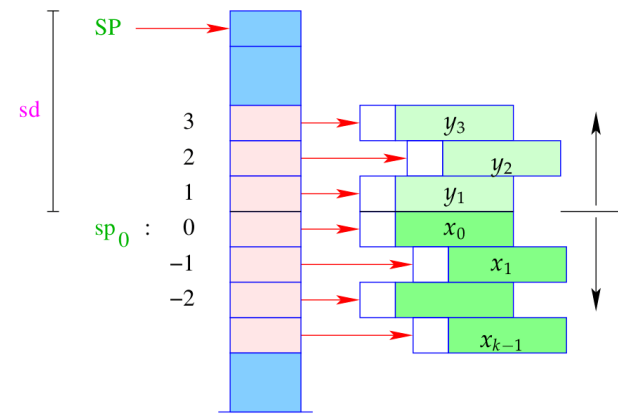 SP
sd
3 y₃
2 y₂
1 y₁
sp₀ : 0 x₀
−1 x₁
−2
xₖ₋₁